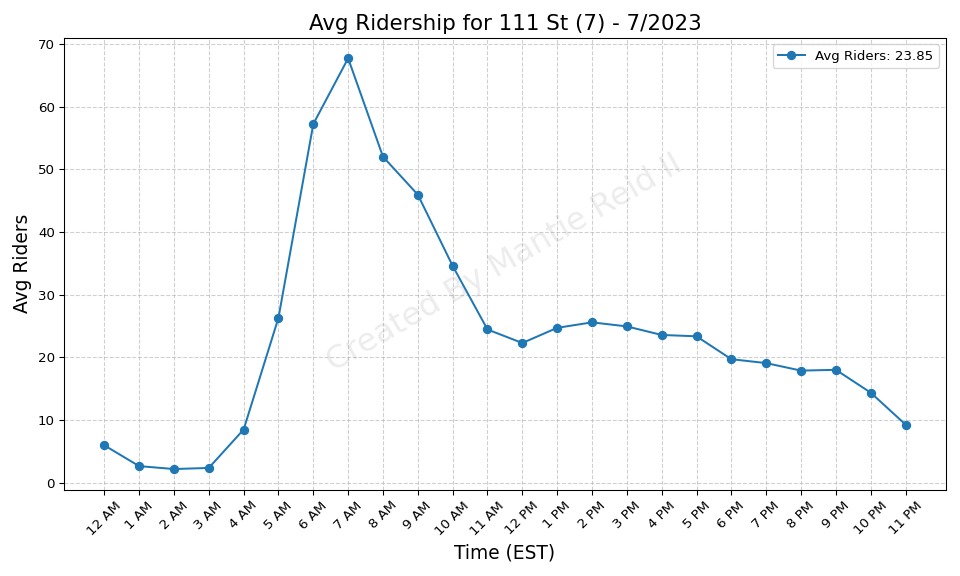 Avg Ridership for 111 St (7) - 7/2023
Avg Riders: 23.85
70
60
50
40
30
20
10
0
Avg Riders
Created By Mantie Reid II
12 AM
1 AM
2 AM
3 AM
4 AM
5 AM
6 AM
7 AM
8 AM
9 AM
10 AM
11 AM
12 PM
1 PM
2 PM
3 PM
4 PM
5 PM
6 PM
7 PM
8 PM
9 PM
10 PM
11 PM
Time (EST)